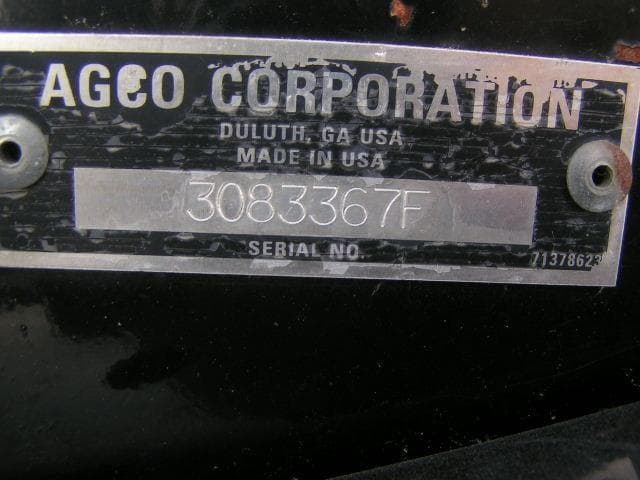 AGCO CORPORATION
DULUTH, GA USA
MADE IN USA
3083367F
SERIAL NO.
71378623